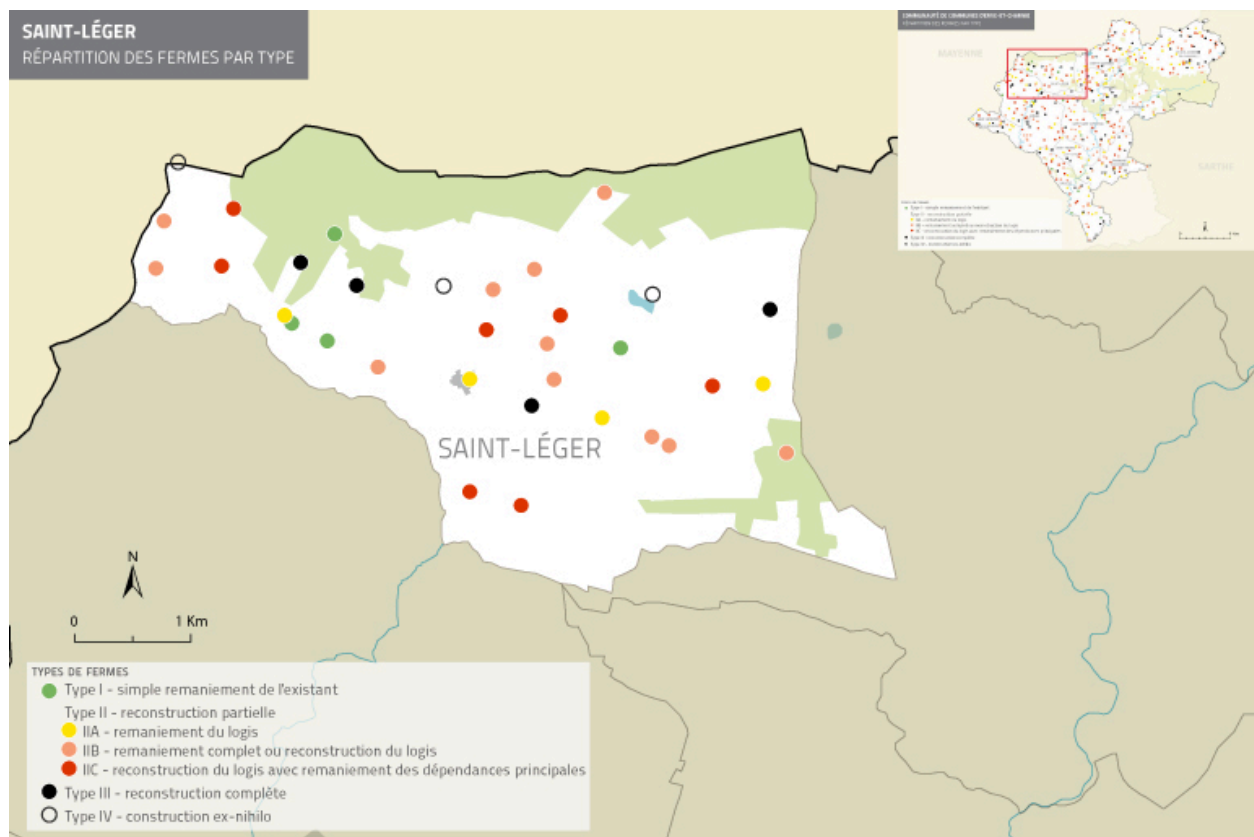 SAINT-LÉGER
RÉPARTITION DES FERMES PAR TYPE
MAYENNE
SARTHE
SAINT-LÉGER
N
0 1 Km
TYPES DE FERMES
Type I - simple remaniement de l'existant
Type II - reconstruction partielle
IIA - remaniement du logis
IIB - remaniement complet ou reconstruction du logis
IIC - reconstruction du logis avec remaniement des dépendances principales
Type III - reconstruction complète
Type IV - construction ex-nihilo